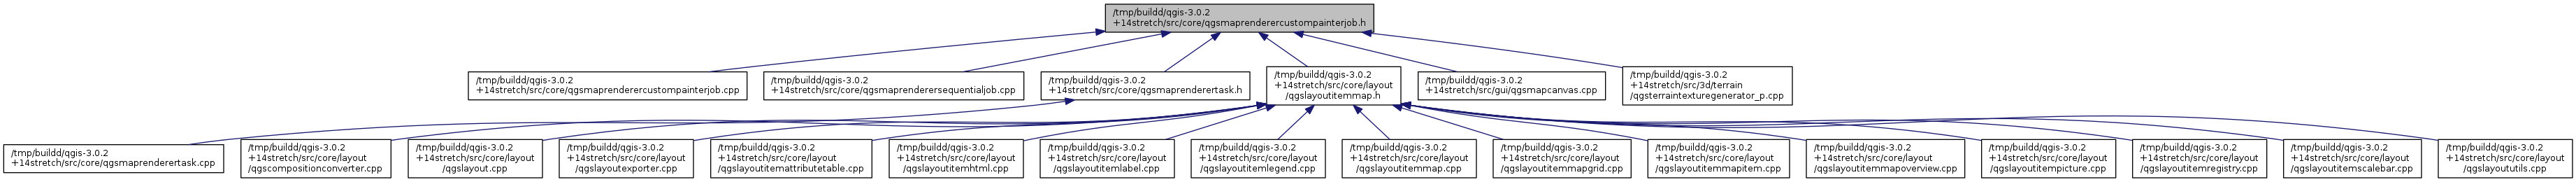 /tmp/buildd/qgis-3.0.2
+14stretch/src/core/qgsmaprenderercustompainterjob.h
/tmp/buildd/qgis-3.0.2
+14stretch/src/core/qgsmaprenderercustompainterjob.cpp
/tmp/buildd/qgis-3.0.2
+14stretch/src/core/qgsmaprenderersequentialjob.cpp
/tmp/buildd/qgis-3.0.2
+14stretch/src/core/qgsmaprenderertask.h
/tmp/buildd/qgis-3.0.2
+14stretch/src/core/layout
/qgslayoutitemmap.h
/tmp/buildd/qgis-3.0.2
+14stretch/src/gui/qgsmapcanvas.cpp
/tmp/buildd/qgis-3.0.2
+14stretch/src/3d/terrain
/qgsterraintexturegenerator_p.cpp
/tmp/buildd/qgis-3.0.2
+14stretch/src/core/qgsmaprenderertask.cpp
/tmp/buildd/qgis-3.0.2
+14stretch/src/core/layout
/qgscompositionconverter.cpp
/tmp/buildd/qgis-3.0.2
+14stretch/src/core/layout
/qgslayout.cpp
/tmp/buildd/qgis-3.0.2
+14stretch/src/core/layout
/qgslayoutexporter.cpp
/tmp/buildd/qgis-3.0.2
+14stretch/src/core/layout
/qgslayoutitemattributetable.cpp
/tmp/buildd/qgis-3.0.2
+14stretch/src/core/layout
/qgslayoutitemhtml.cpp
/tmp/buildd/qgis-3.0.2
+14stretch/src/core/layout
/qgslayoutitemlabel.cpp
/tmp/buildd/qgis-3.0.2
+14stretch/src/core/layout
/qgslayoutitemlegend.cpp
/tmp/buildd/qgis-3.0.2
+14stretch/src/core/layout
/qgslayoutitemmap.cpp
/tmp/buildd/qgis-3.0.2
+14stretch/src/core/layout
/qgslayoutitemmapgrid.cpp
/tmp/buildd/qgis-3.0.2
+14stretch/src/core/layout
/qgslayoutitemmapitem.cpp
/tmp/buildd/qgis-3.0.2
+14stretch/src/core/layout
/qgslayoutitemmapoverview.cpp
/tmp/buildd/qgis-3.0.2
+14stretch/src/core/layout
/qgslayoutitempicture.cpp
/tmp/buildd/qgis-3.0.2
+14stretch/src/core/layout
/qgslayoutitemregistry.cpp
/tmp/buildd/qgis-3.0.2
+14stretch/src/core/layout
/qgslayoutitemscalebar.cpp
/tmp/buildd/qgis-3.0.2
+14stretch/src/core/layout
/qgslayoututils.cpp